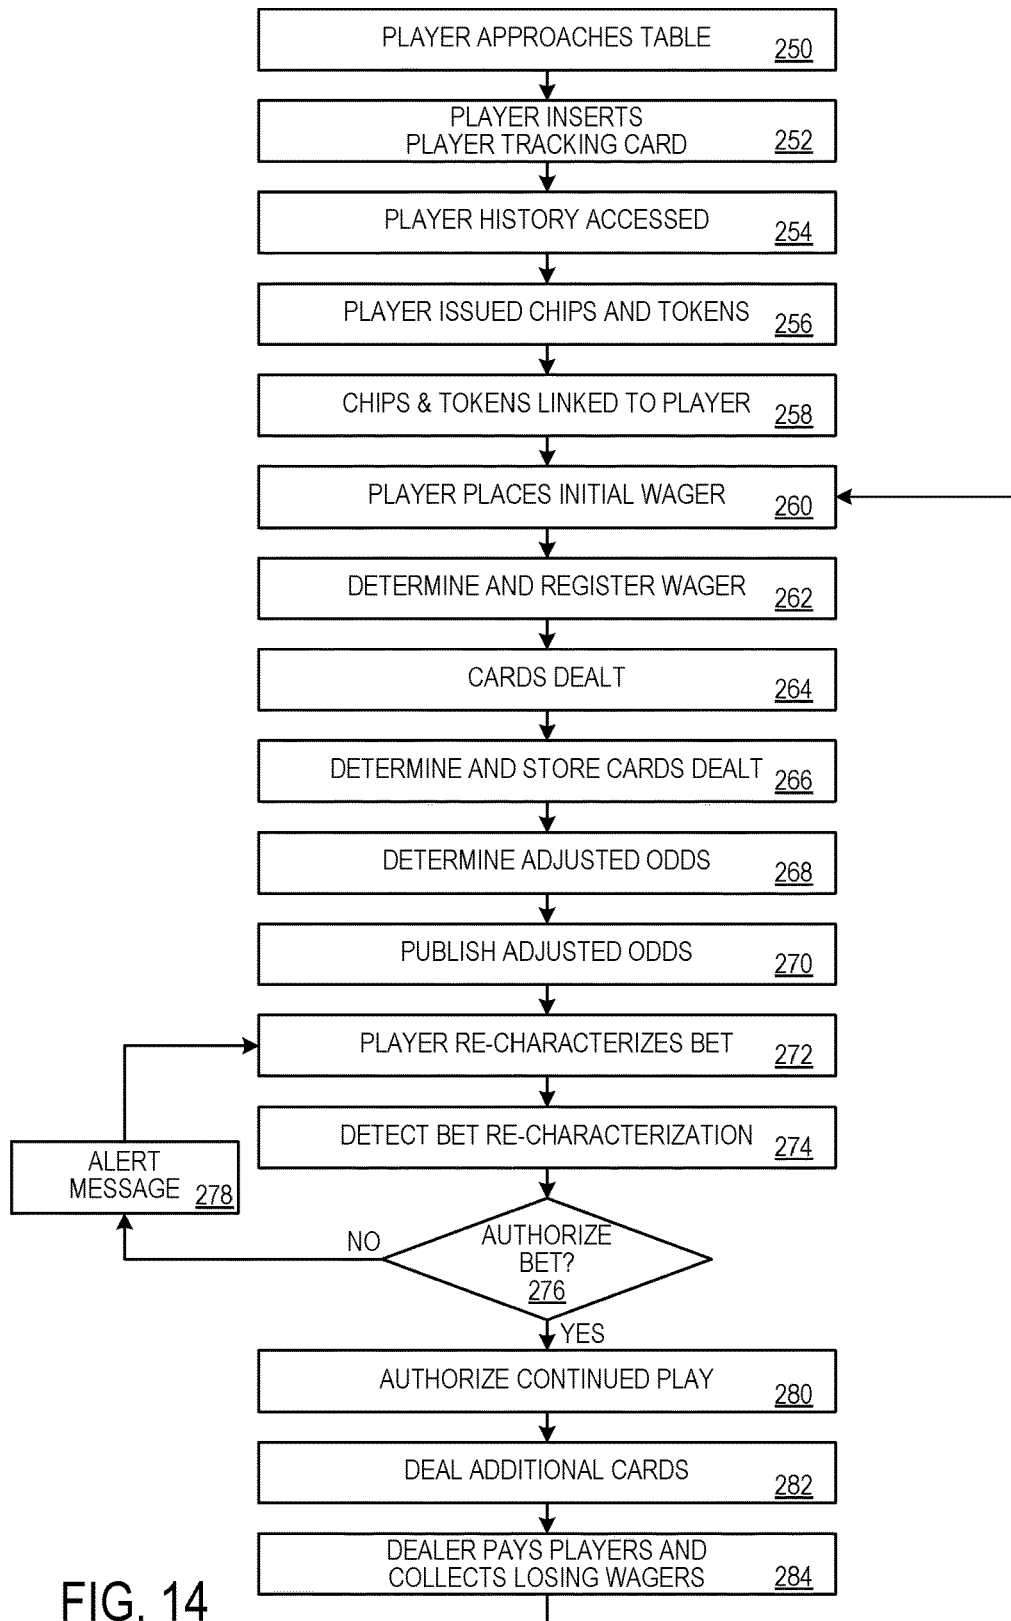 PLAYER APPROACHES TABLE
250
PLAYER INSERTS
PLAYER TRACKING CARD
252
PLAYER HISTORY ACCESSED
254
PLAYER ISSUED CHIPS AND TOKENS
256
CHIPS & TOKENS LINKED TO PLAYER
258
PLAYER PLACES INITIAL WAGER
260
DETERMINE AND REGISTER WAGER
262
CARDS DEALT
264
DETERMINE AND STORE CARDS DEALT
266
DETERMINE ADJUSTED ODDS
268
PUBLISH ADJUSTED ODDS
270
PLAYER RE-CHARACTERIZES BET
272
DETECT BET RE-CHARACTERIZATION
274
ALERT
MESSAGE
278
NO
AUTHORIZE
BET?
276
YES
AUTHORIZE CONTINUED PLAY
280
DEAL ADDITIONAL CARDS
282
DEALER PAYS PLAYERS AND
COLLECTS LOSING WAGERS
284
FIG. 14